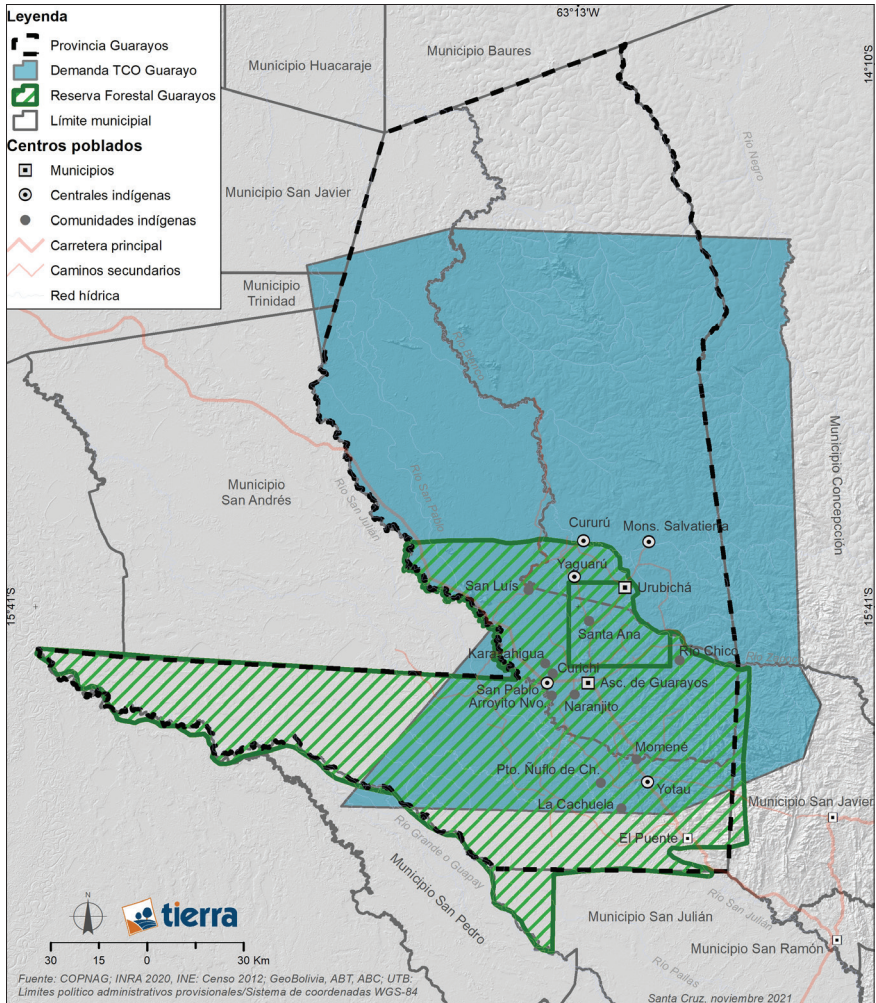 Leyenda
Provincia Guarayos
Demanda TCO Guarayo
Reserva Forestal Guarayos
Límite municipal
Centros poblados
Municipios
Centrales indígenas
Comunidades indígenas
Carretera principal
Caminos secundarios
Red hídrica
63°13'W
14°10'S
Municipio Baures
Municipio Huacaraje
Río Negro
Municipio San Javier
Municipio
Trinidad
Río Blanco
Municipio Concepcción
Municipio
San Andrés
Río San Pablo
Río San Julián
Cururú
Mons. Salvatierra
Yaguarú
San Luís
Urubichá
15°41'S
15°41'S
Santa Ana
Karayahigua
Curichi
Río Chico
San Pablo
Asc. de Guarayos
Arroyito Nvo.
Naranjito
Momené
Pto. Ñuflo de Ch.
Yotau
La Cachuela
Municipio San Javier
El Puente
Río Grande o Guapay
Municipio San Pedro
Río San Julián
Municipio San Julián
Municipio San Ramón
Río Pailas
N
tierra
30 15 0 30 Km
Fuente: COPNAG; INRA 2020, INE: Censo 2012; GeoBolivia, ABT, ABC; UTB:
Límites político administrativos provisionales/Sistema de coordenadas WGS-84
Santa Cruz, noviembre 2021